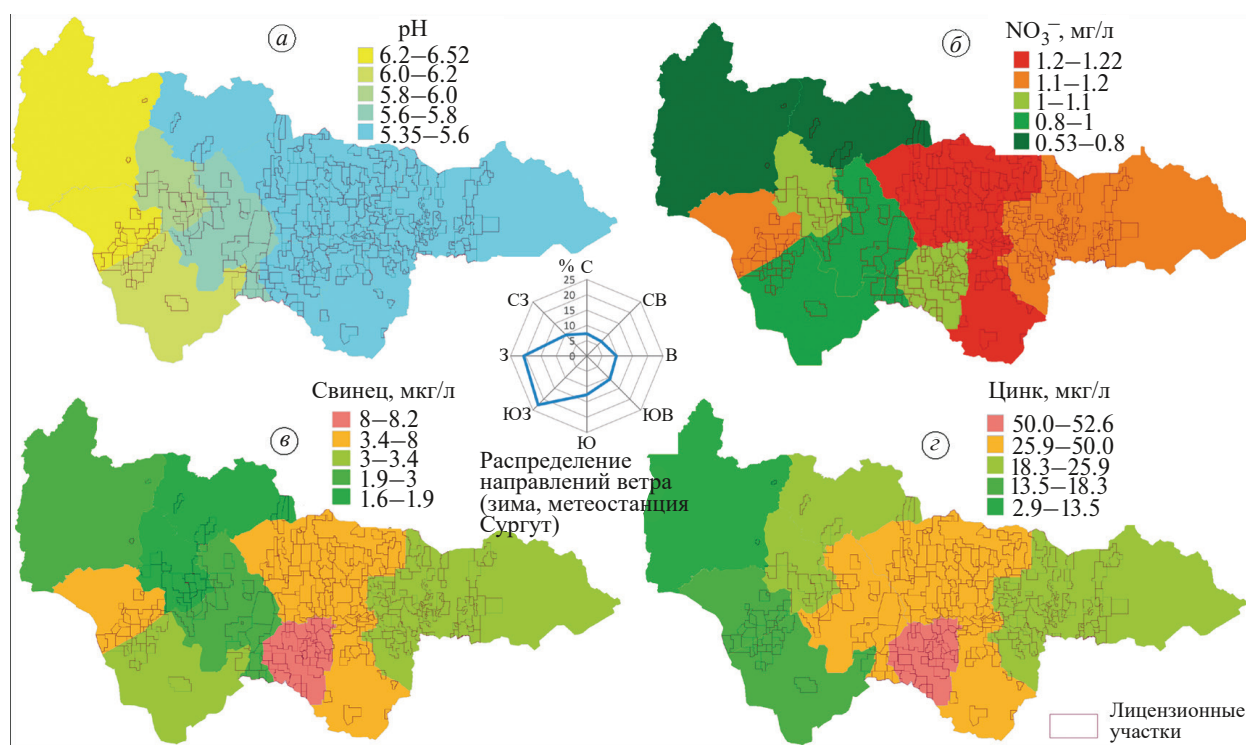 а
pH
6.2—6.52
6.0—6.2
5.8—6.0
5.6—5.8
5.35—5.6
б
NO₃⁻, мг/л
1.2—1.22
1.1—1.2
1—1.1
0.8—1
0.53—0.8
% С
25
20
15
10
5
0
СВ
В
ЮВ
Ю
ЮЗ
З
СЗ
Распределение
направлений ветра
(зима, метеостанция
Сургут)
в
Свинец, мкг/л
8—8.2
3.4—8
3—3.4
1.9—3
1.6—1.9
г
Цинк, мкг/л
50.0—52.6
25.9—50.0
18.3—25.9
13.5—18.3
2.9—13.5
Лицензионные
участки